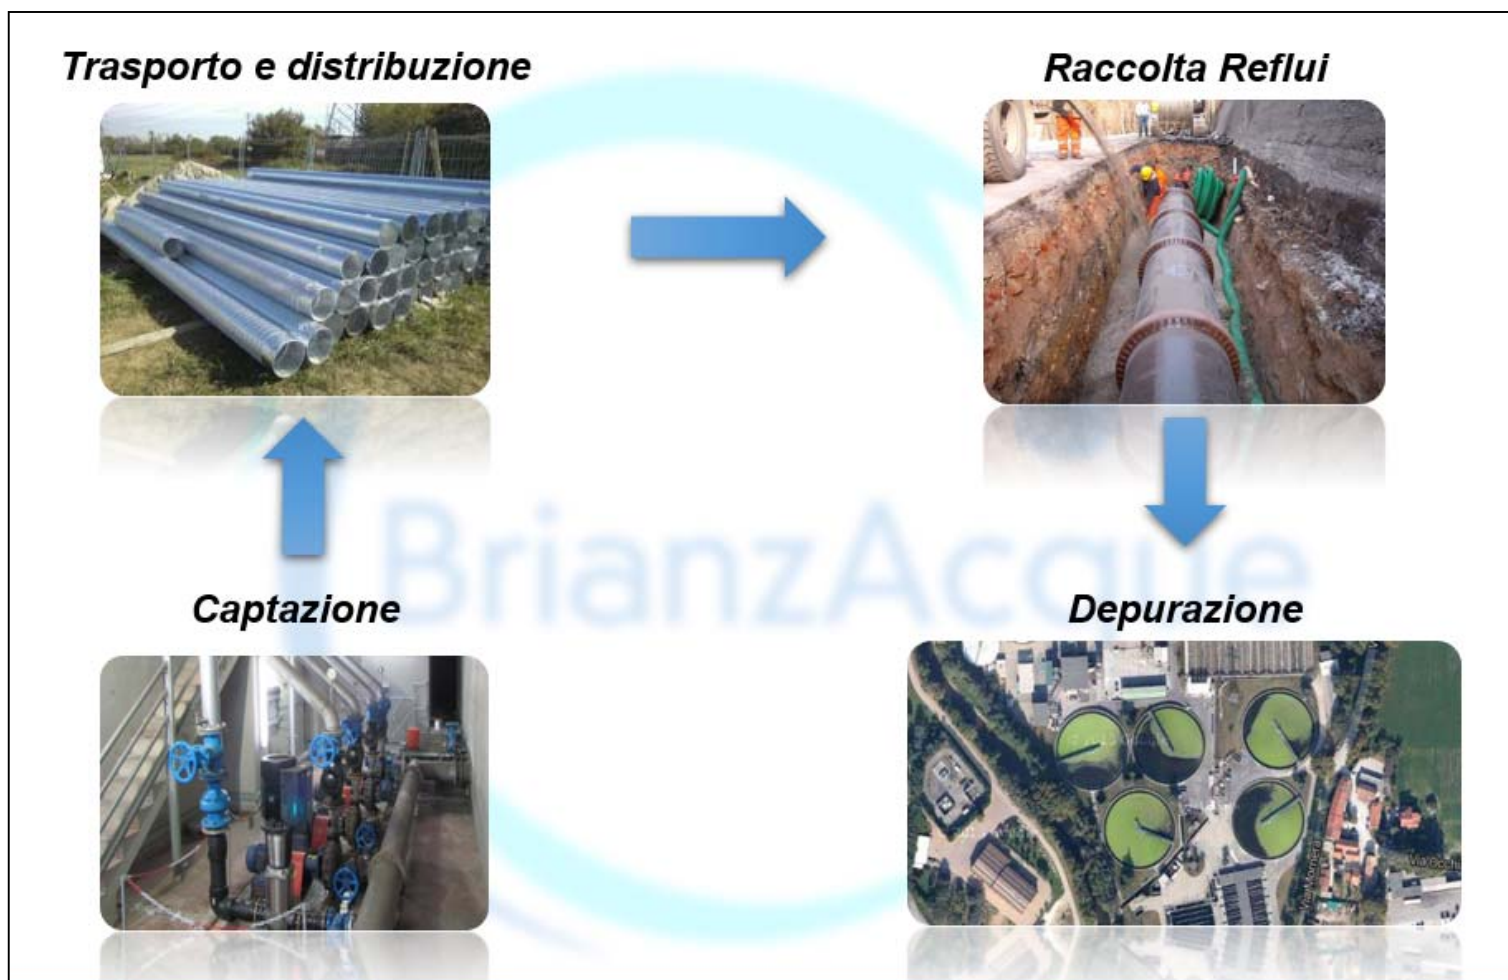 Trasporto e distribuzione
Raccolta Reflui
BrianzAcque
Captazione
Depurazione